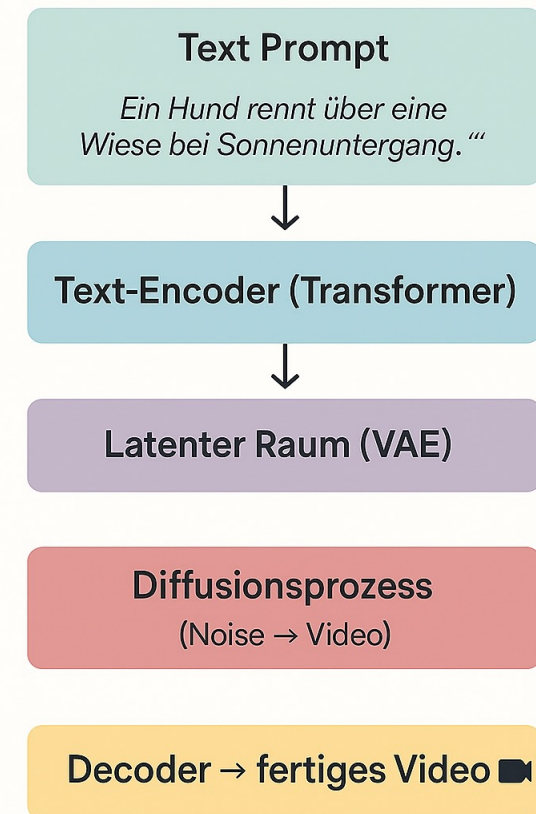 Text Prompt
Ein Hund rennt über eine
Wiese bei Sonnenuntergang.“‘
Text-Encoder (Transformer)
Latenter Raum (VAE)
Diffusionsprozess
(Noise → Video)
Decoder → fertiges Video